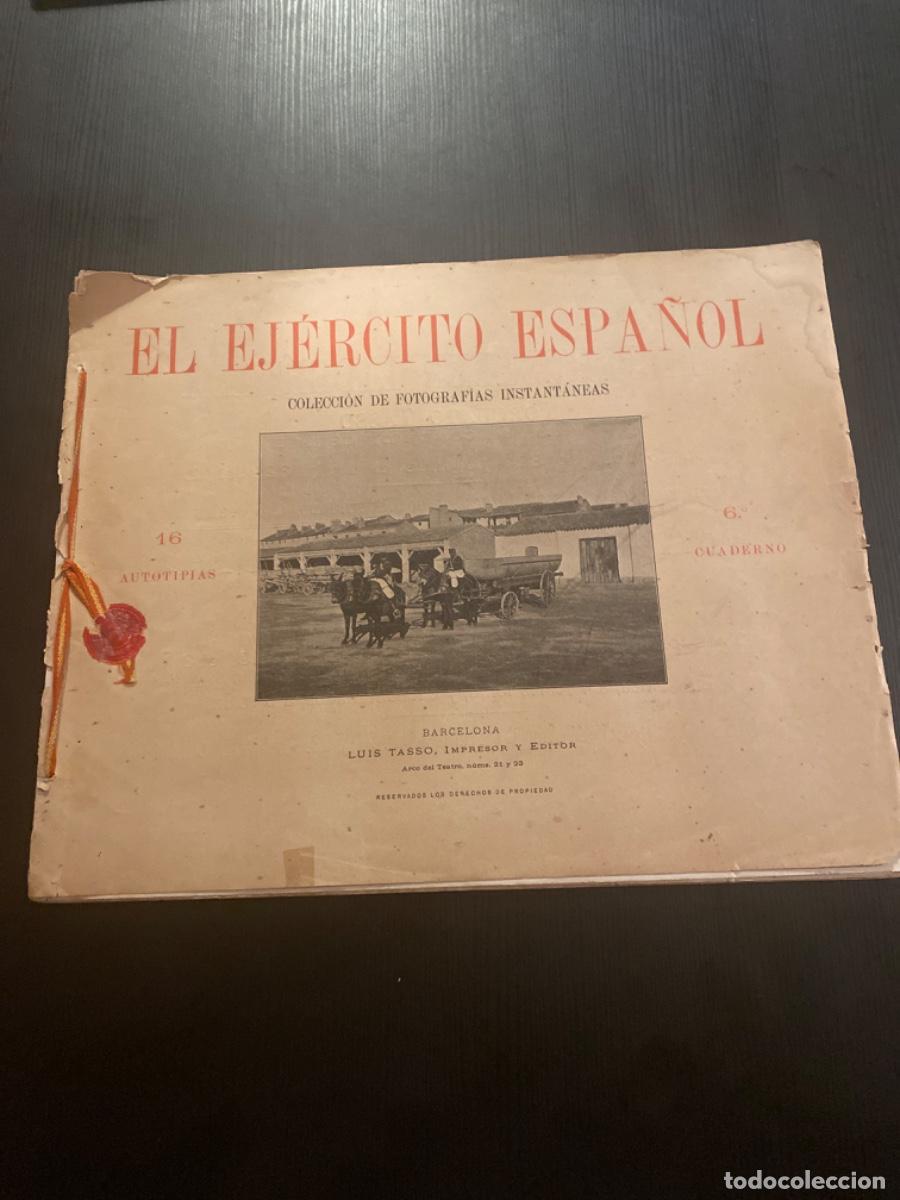 EL EJÉRCITO ESPAÑOL
COLECCIÓN DE FOTOGRAFÍAS INSTANTÁNEAS
16
AUTOTIPIAS
6.º
CUADERNO
BARCELONA
LUIS TASSO, IMPRESOR Y EDITOR
Arco del Teatro, núms. 21 y 23
RESERVADOS LOS DERECHOS DE PROPIEDAD
todocoleccion